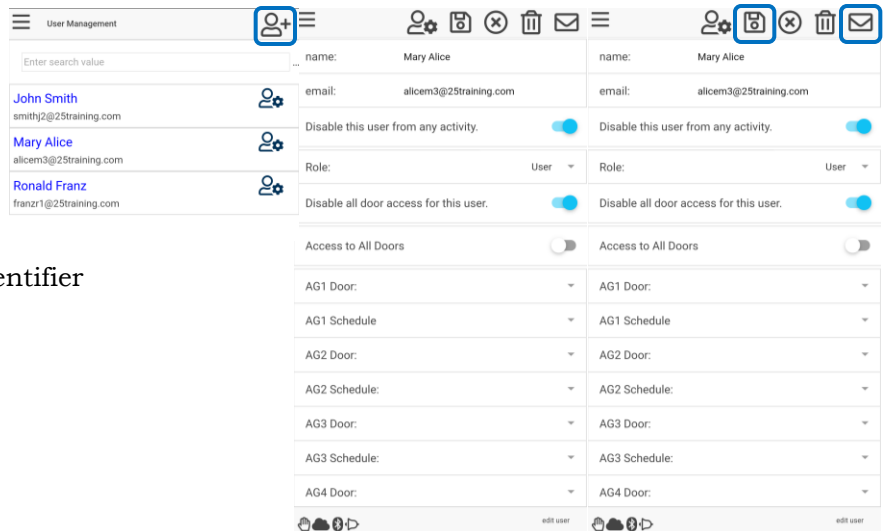 User Management
Enter search value
...
John Smith
smithj2@25training.com
Mary Alice
alicem3@25training.com
Ronald Franz
franzr1@25training.com
entifier
name: Mary Alice
email: alicem3@25training.com
Disable this user from any activity.
Role: User
Disable all door access for this user.
Access to All Doors
AG1 Door:
AG1 Schedule
AG2 Door:
AG2 Schedule:
AG3 Door:
AG3 Schedule:
AG4 Door:
edit user
name: Mary Alice
email: alicem3@25training.com
Disable this user from any activity.
Role: User
Disable all door access for this user.
Access to All Doors
AG1 Door:
AG1 Schedule
AG2 Door:
AG2 Schedule:
AG3 Door:
AG3 Schedule:
AG4 Door:
edit user